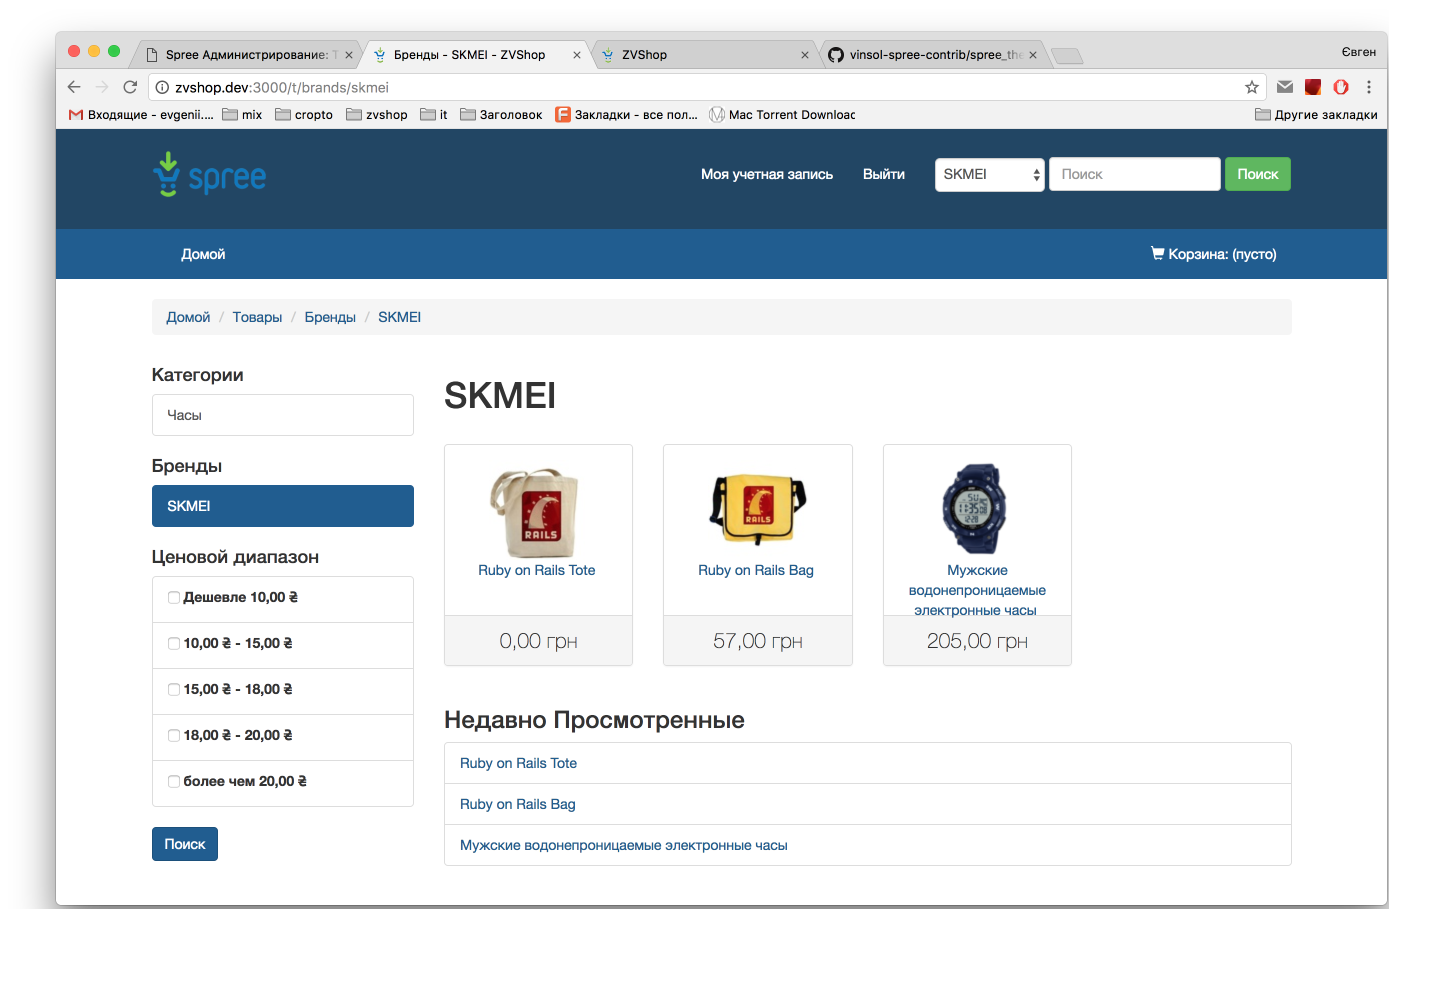 Spree Администрирование: Т
Бренды - SKMEI - ZVShop
ZVShop
vinsol-spree-contrib/spree_the
Євген
zvshop.dev:3000/t/brands/skmei
Входящие - evgenii....
mix
cropto
zvshop
it
Заголовок
Закладки - все пол...
Mac Torrent Downloac
Другие закладки
spree
Моя учетная запись
Выйти
SKMEI
Поиск
Поиск
Домой
Корзина: (пусто)
Домой / Товары / Бренды / SKMEI
Категории
Часы
Бренды
SKMEI
Ценовой диапазон
Дешевле 10,00 ₴
10,00 ₴ - 15,00 ₴
15,00 ₴ - 18,00 ₴
18,00 ₴ - 20,00 ₴
более чем 20,00 ₴
Поиск
SKMEI
RAILS
Ruby on Rails Tote
0,00 грн
RAILS
Ruby on Rails Bag
57,00 грн
Мужские
водонепроницаемые
электронные часы
205,00 грн
Недавно Просмотренные
Ruby on Rails Tote
Ruby on Rails Bag
Мужские водонепроницаемые электронные часы